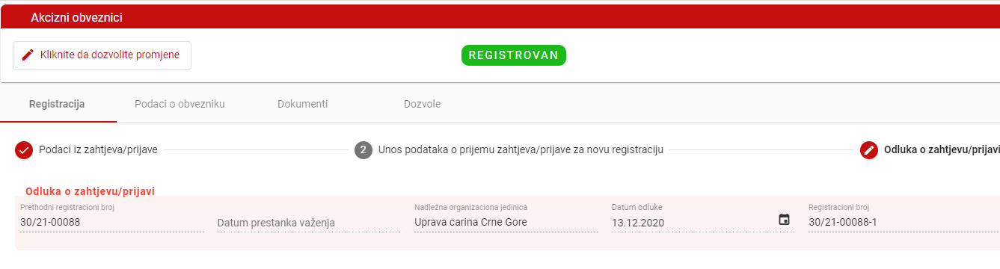 Akcizni obveznici
Kliknite da dozvolite promjene
REGISTROVAN
Registracija Podaci o obvezniku Dokumenti Dozvole
Podaci iz zahtjeva/prijave 2 Unos podataka o prijemu zahtjeva/prijave za novu registraciju Odluka o zahtjevu/prijavi
Odluka o zahtjevu/prijavi
Prethodni registracioni broj Nadležna organizaciona jedinica Datum odluke Registracioni broj
30/21-00088 Datum prestanka važenja Uprava carina Crne Gore 13.12.2020 30/21-00088-1